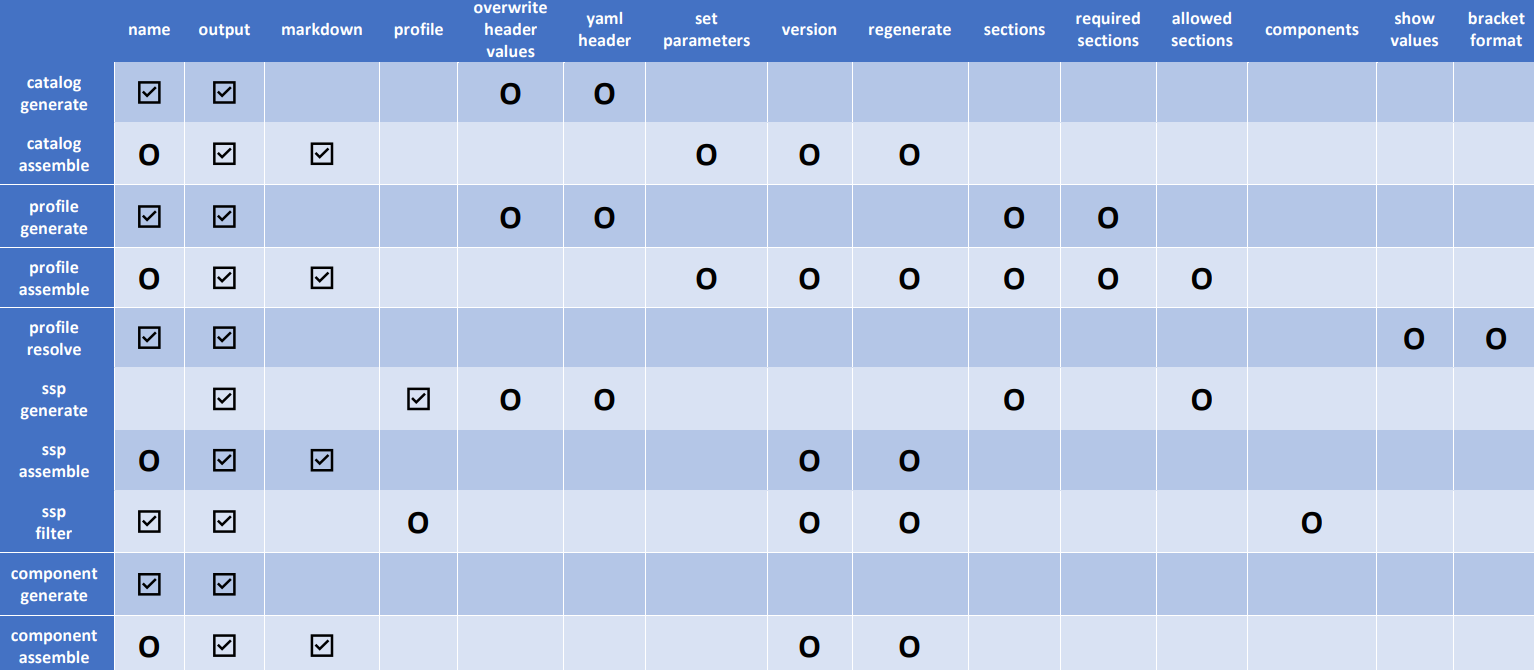 name output markdown profile overwrite header values yaml header set parameters version regenerate sections required sections allowed sections components show values bracket format
catalog generate ☑ ☑ O O
catalog assemble O ☑ ☑ O O O
profile generate ☑ ☑ O O O O
profile assemble O ☑ ☑ O O O O O O
profile resolve ☑ ☑ O O
ssp generate ☑ ☑ O O O O
ssp assemble O ☑ ☑ O O
ssp filter ☑ ☑ O O O O
component generate ☑ ☑
component assemble O ☑ ☑ O O